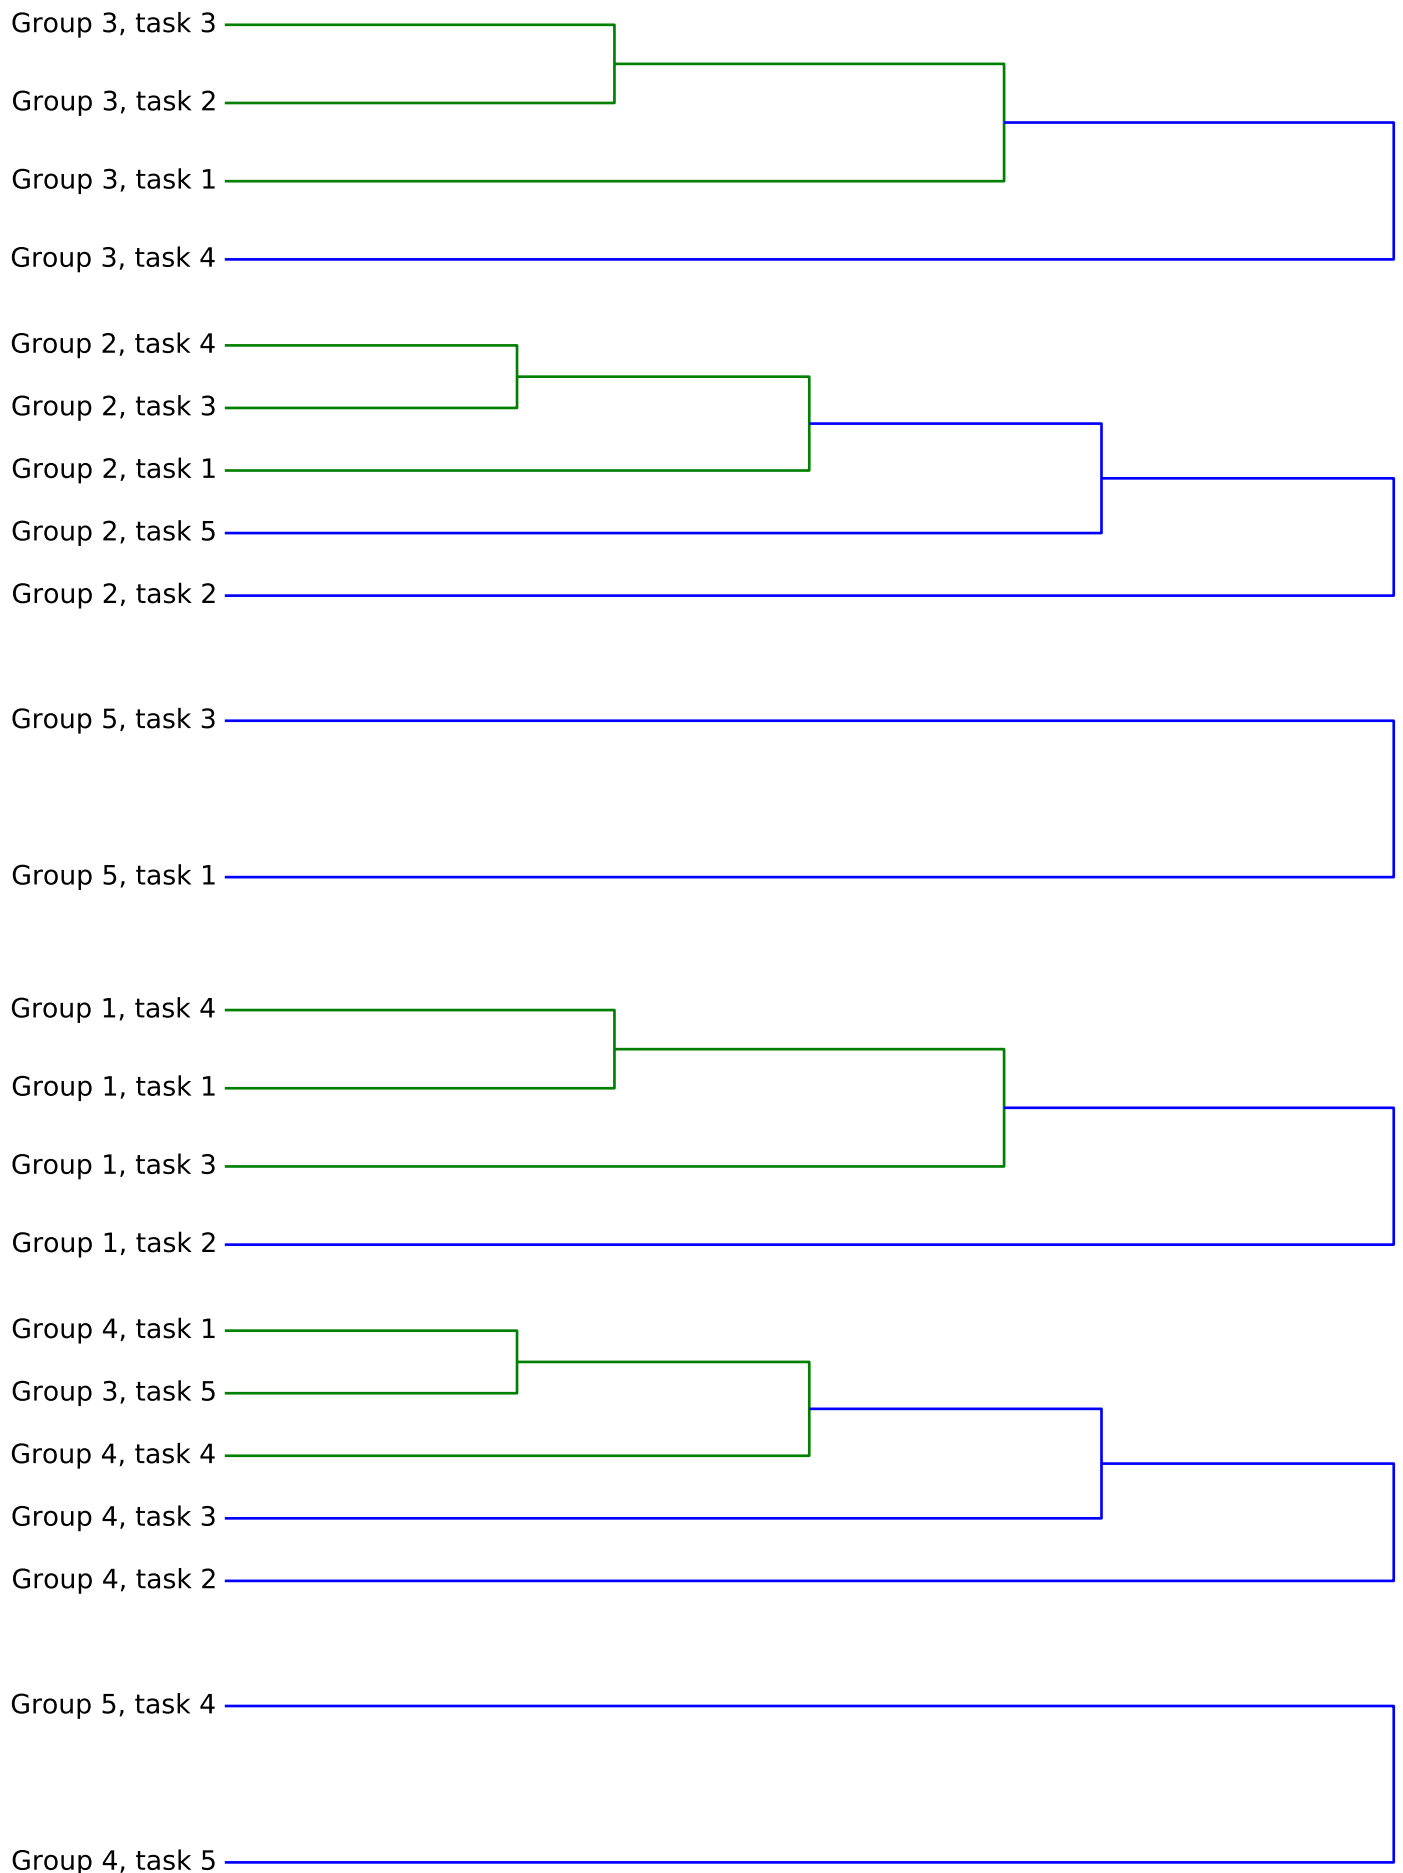 Group 3, task 3
Group 3, task 2
Group 3, task 1
Group 3, task 4
Group 2, task 4
Group 2, task 3
Group 2, task 1
Group 2, task 5
Group 2, task 2
Group 5, task 3
Group 5, task 1
Group 1, task 4
Group 1, task 1
Group 1, task 3
Group 1, task 2
Group 4, task 1
Group 3, task 5
Group 4, task 4
Group 4, task 3
Group 4, task 2
Group 5, task 4
Group 4, task 5